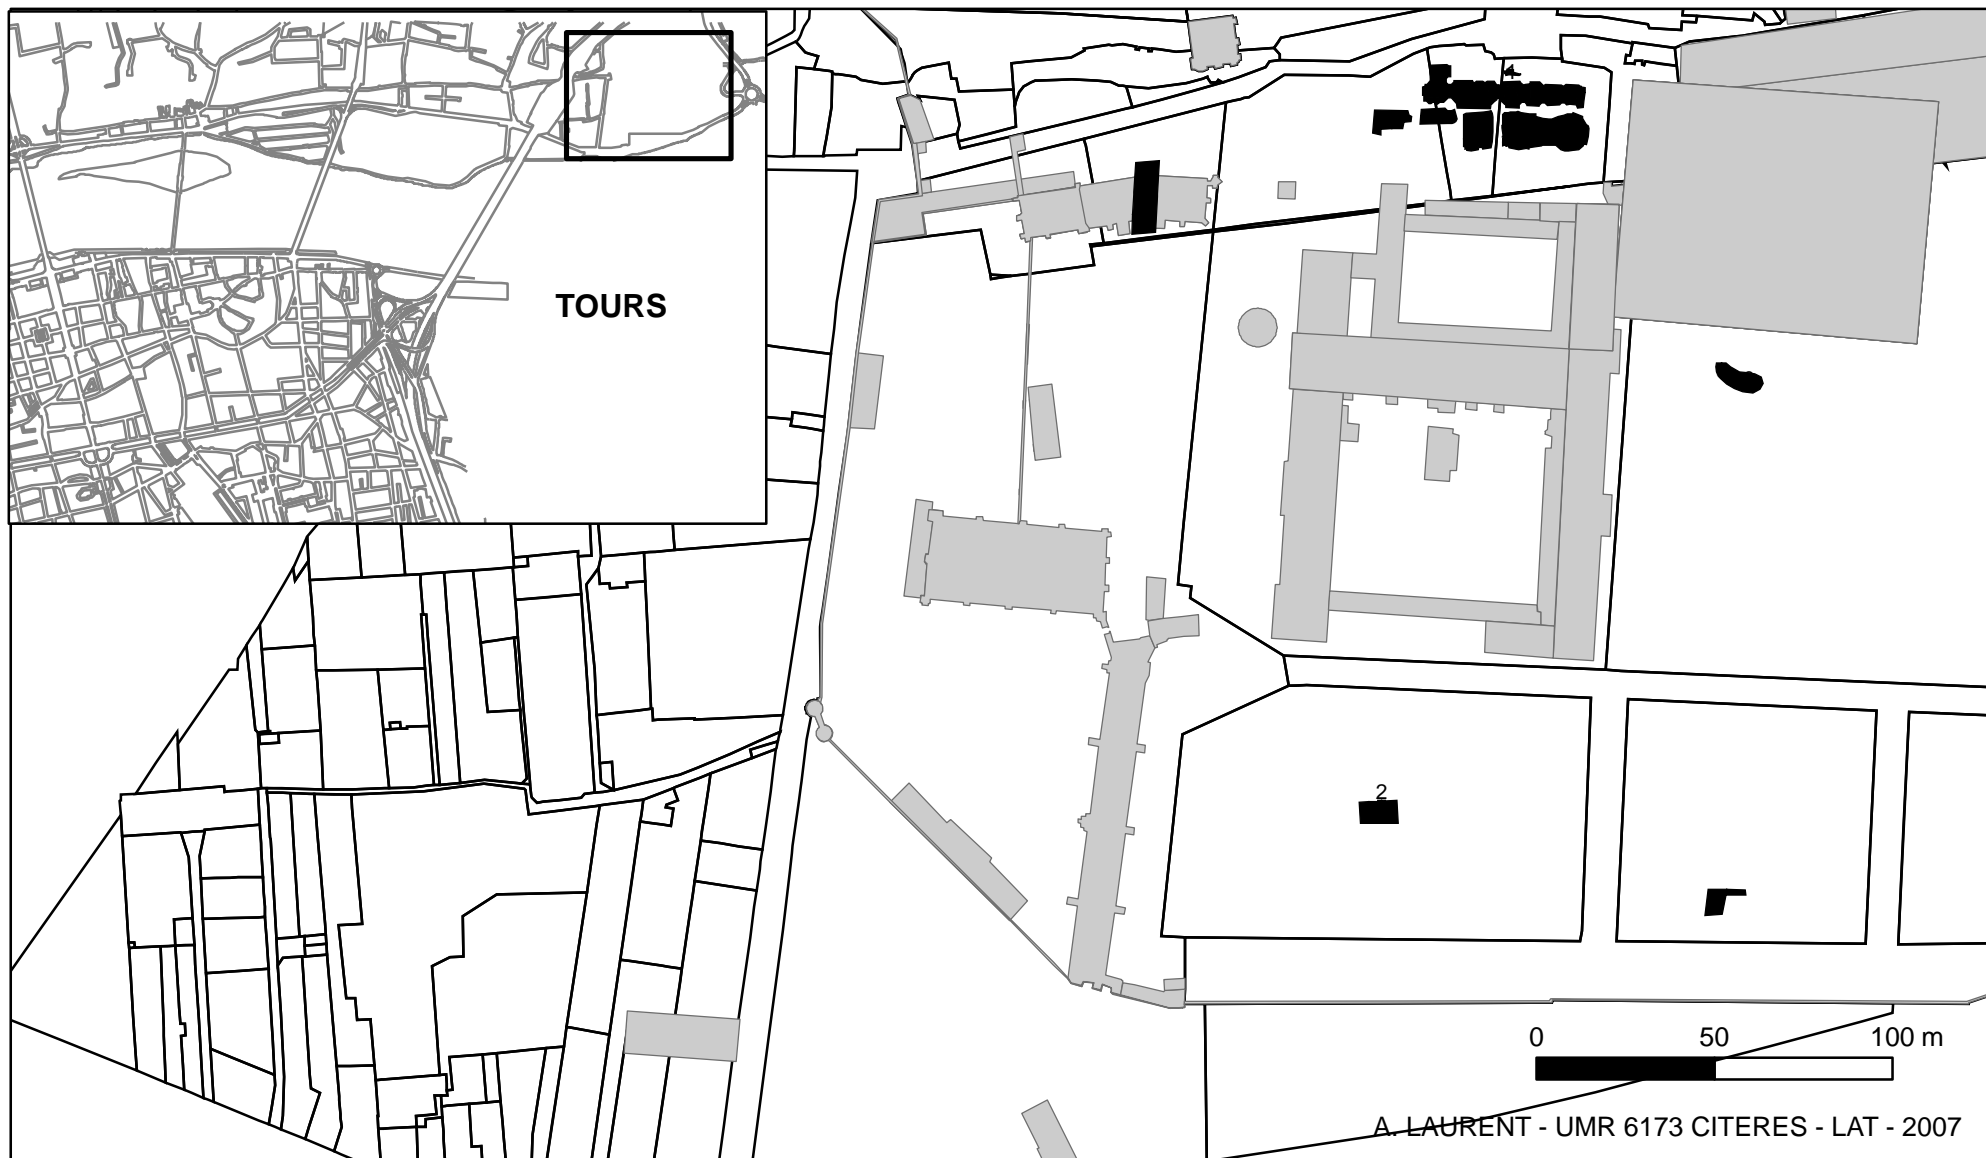 TOURS
4
2
0 50 100 m
A. LAURENT - UMR 6173 CITERES - LAT - 2007